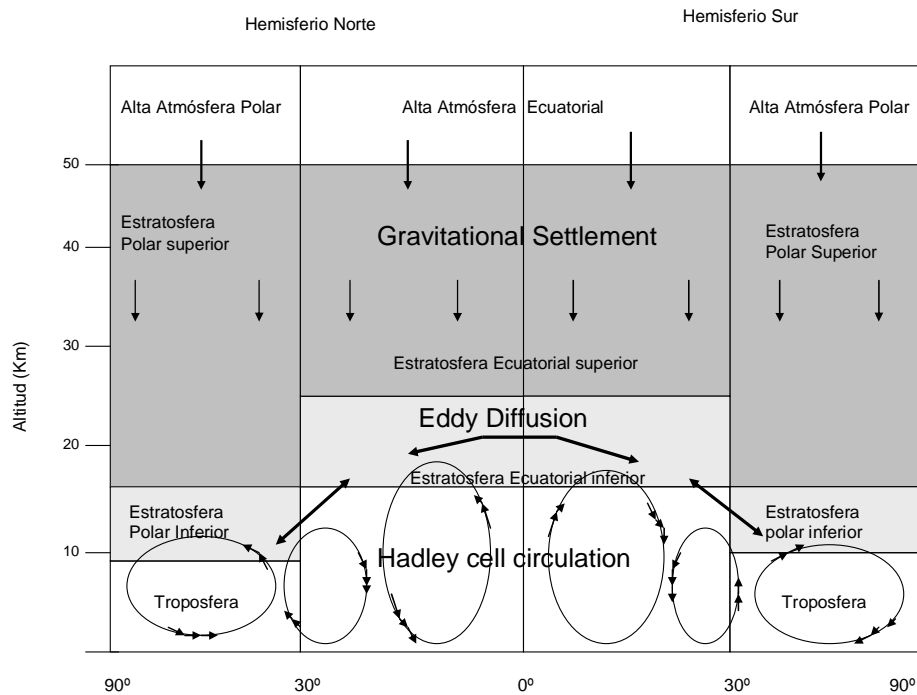 Hemisferio Norte
Hemisferio Sur
Alta Atmósfera Polar
Alta Atmósfera Ecuatorial
Alta Atmósfera Polar
50
Estratosfera
Polar superior
Gravitational Settlement
Estratosfera
Polar Superior
40
30
Estratosfera Ecuatorial superior
Altitud (Km)
Eddy Diffusion
20
Estratosfera Ecuatorial inferior
Estratosfera
Polar Inferior
Estratosfera
polar inferior
10
Hadley cell circulation
Troposfera
Troposfera
90º
30º
0º
30º
90º